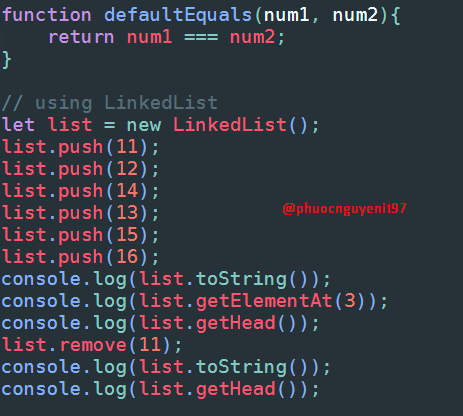 function defaultEquals(num1, num2){
    return num1 === num2;
}

// using LinkedList
let list = new LinkedList();
list.push(11);
list.push(12);
list.push(14);
list.push(13);
@phuocnguyenit97
list.push(15);
list.push(16);
console.log(list.toString());
console.log(list.getElementAt(3));
console.log(list.getHead());
list.remove(11);
console.log(list.toString());
console.log(list.getHead());